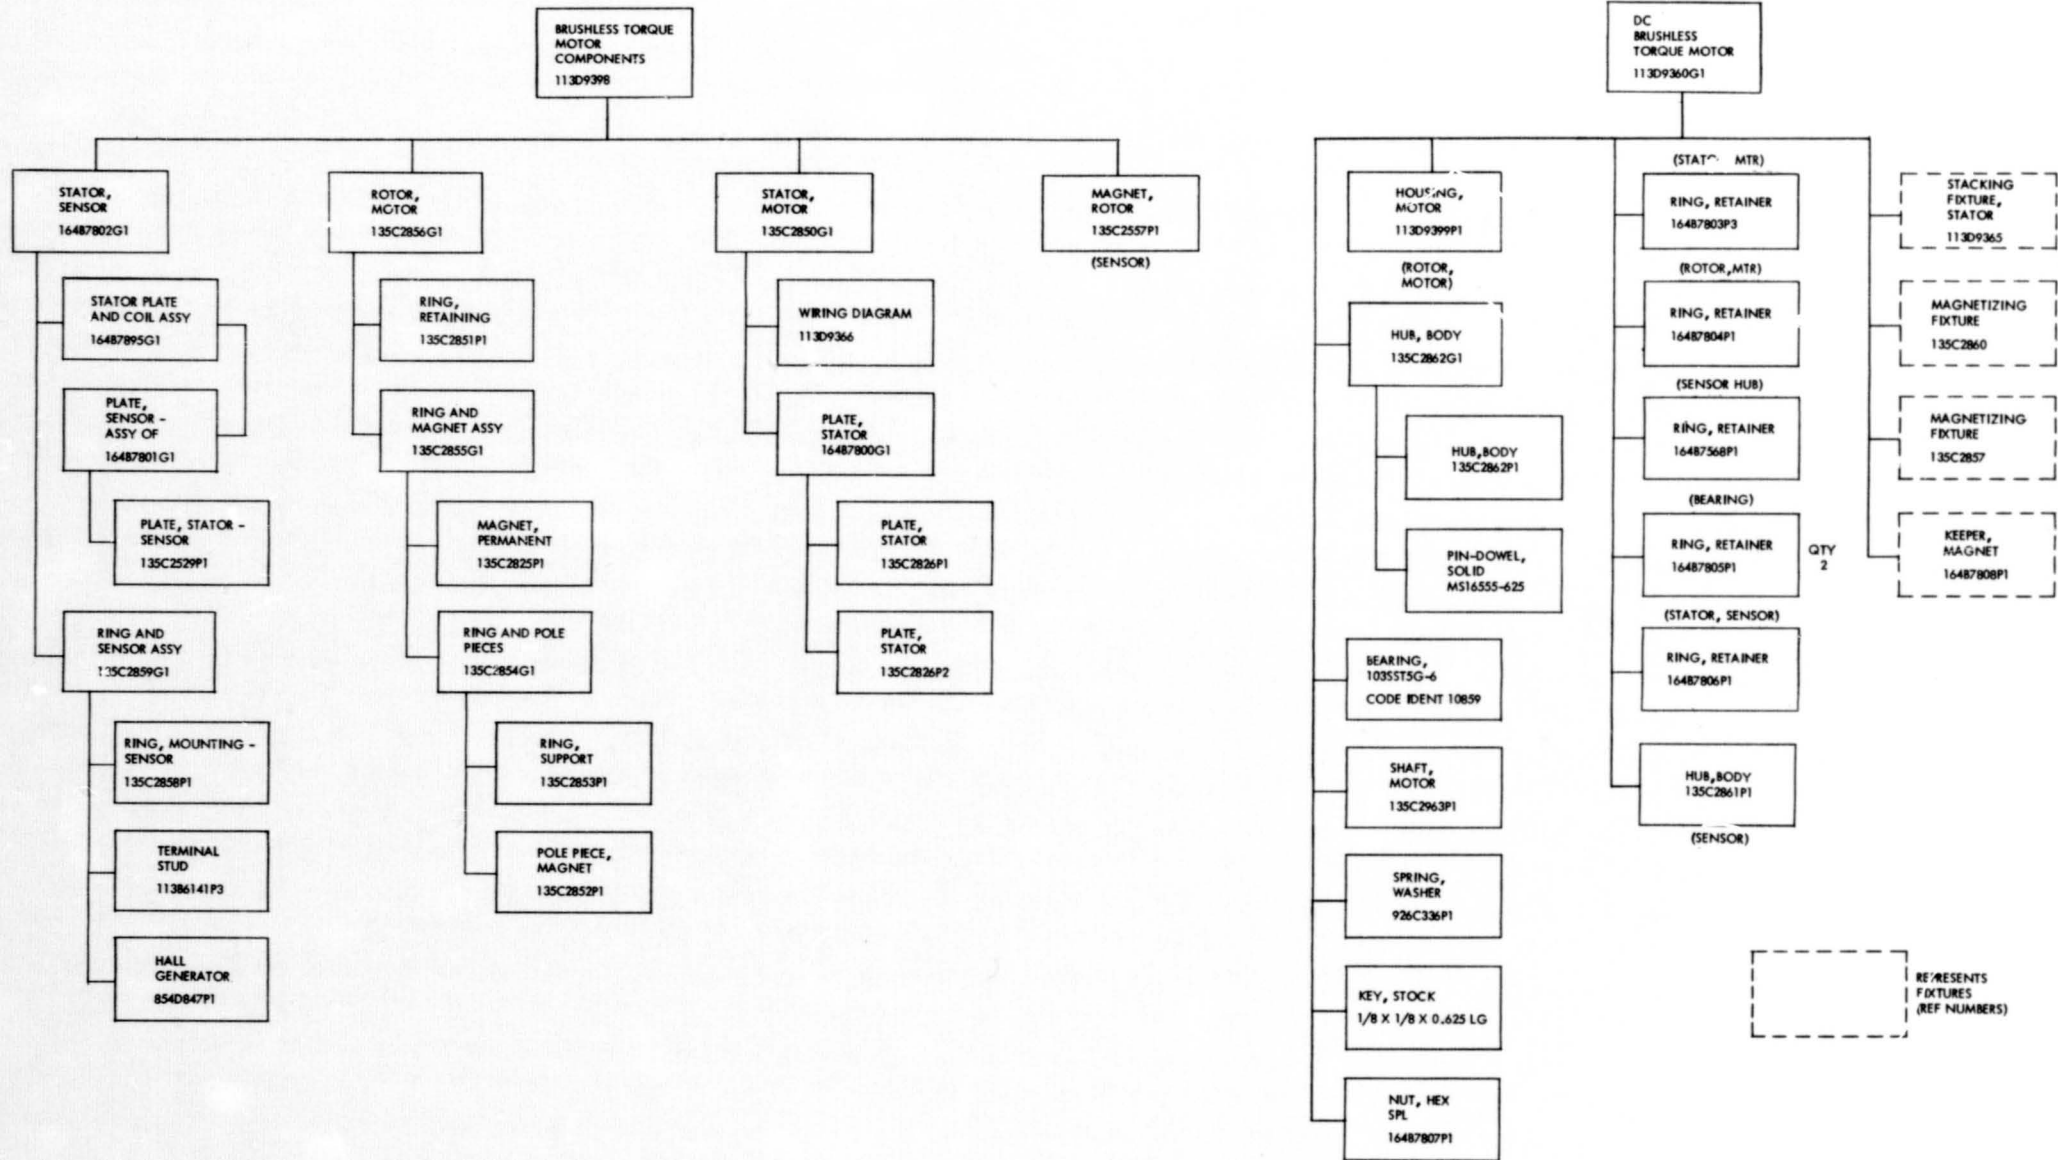 BRUSHLESS TORQUE
MOTOR
COMPONENTS
113D9398
STATOR,
SENSOR
164B7802G1
STATOR PLATE
AND COIL ASSY
164B7895G1
PLATE,
SENSOR -
ASSY OF
164B7801G1
PLATE, STATOR -
SENSOR
135C2529P1
RING AND
SENSOR ASSY
135C2859G1
RING, MOUNTING -
SENSOR
135C2858P1
TERMINAL
STUD
113B6141P3
HALL
GENERATOR
854D847P1
ROTOR,
MOTOR
135C2856G1
RING,
RETAINING
135C2851P1
RING AND
MAGNET ASSY
135C2855G1
MAGNET,
PERMANENT
135C2825P1
RING AND POLE
PIECES
135C2854G1
RING,
SUPPORT
135C2853P1
POLE PIECE,
MAGNET
135C2852P1
STATOR,
MOTOR
135C2850G1
WIRING DIAGRAM
113D9366
PLATE,
STATOR
164B7800G1
PLATE,
STATOR
135C2826P1
PLATE,
STATOR
135C2826P2
MAGNET,
ROTOR
135C2557P1
(SENSOR)
DC
BRUSHLESS
TORQUE MOTOR
113D9360G1
HOUSING,
MOTOR
113D9399P1
(ROTOR,
MOTOR)
HUB, BODY
135C2862G1
HUB,BODY
135C2862P1
PIN-DOWEL,
SOLID
MS16555-625
BEARING,
103SST5G-6
CODE IDENT 10859
SHAFT,
MOTOR
135C2963P1
SPRING,
WASHER
926C336P1
KEY, STOCK
1/8 X 1/8 X 0.625 LG
NUT, HEX
SPL
164B7807P1
MTR)
RING, RETAINER
164B7803P3
(ROTOR,MTR)
RING, RETAINER
164B7804P1
(SENSOR HUB)
RING, RETAINER
164B7568P1
(BEARING)
RING, RETAINER
164B7805P1
QTY
2
(STATOR, SENSOR)
RING, RETAINER
164B7806P1
HUB,BODY
135C2861P1
(SENSOR)
STACKING
FIXTURE,
STATOR
113D9365
MAGNETIZING
FIXTURE
135C2860
MAGNETIZING
FIXTURE
135C2857
KEEPER,
MAGNET
164B7808P1
REPRESENTS
FIXTURES
(REF NUMBERS)